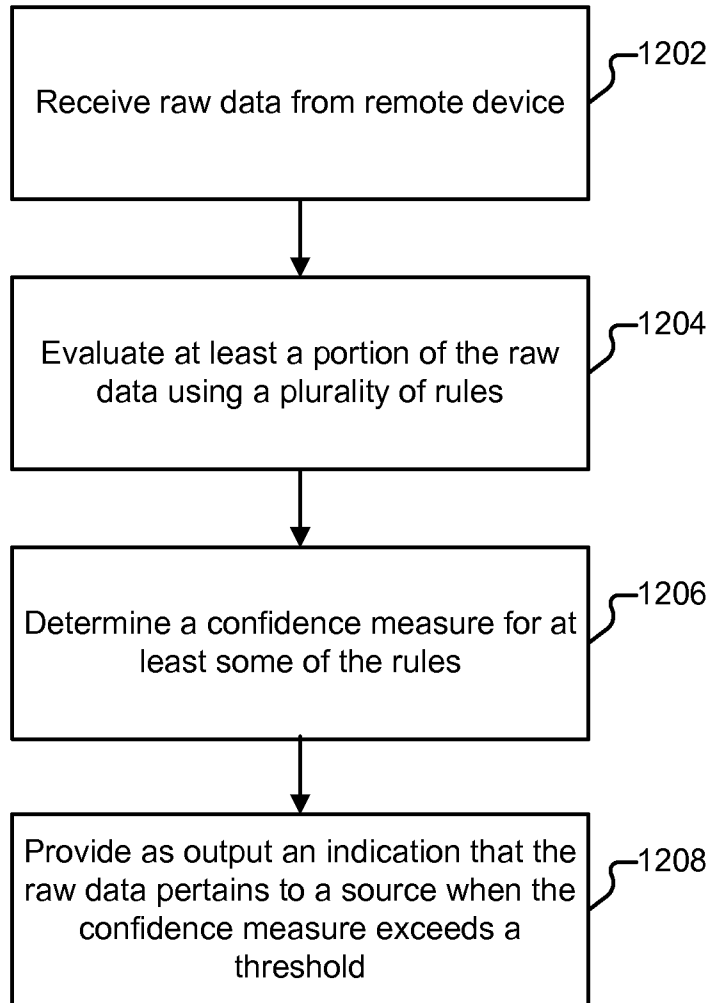 1202
Receive raw data from remote device
1204
Evaluate at least a portion of the raw
data using a plurality of rules
1206
Determine a confidence measure for at
least some of the rules
Provide as output an indication that the
raw data pertains to a source when the
1208
confidence measure exceeds a
threshold